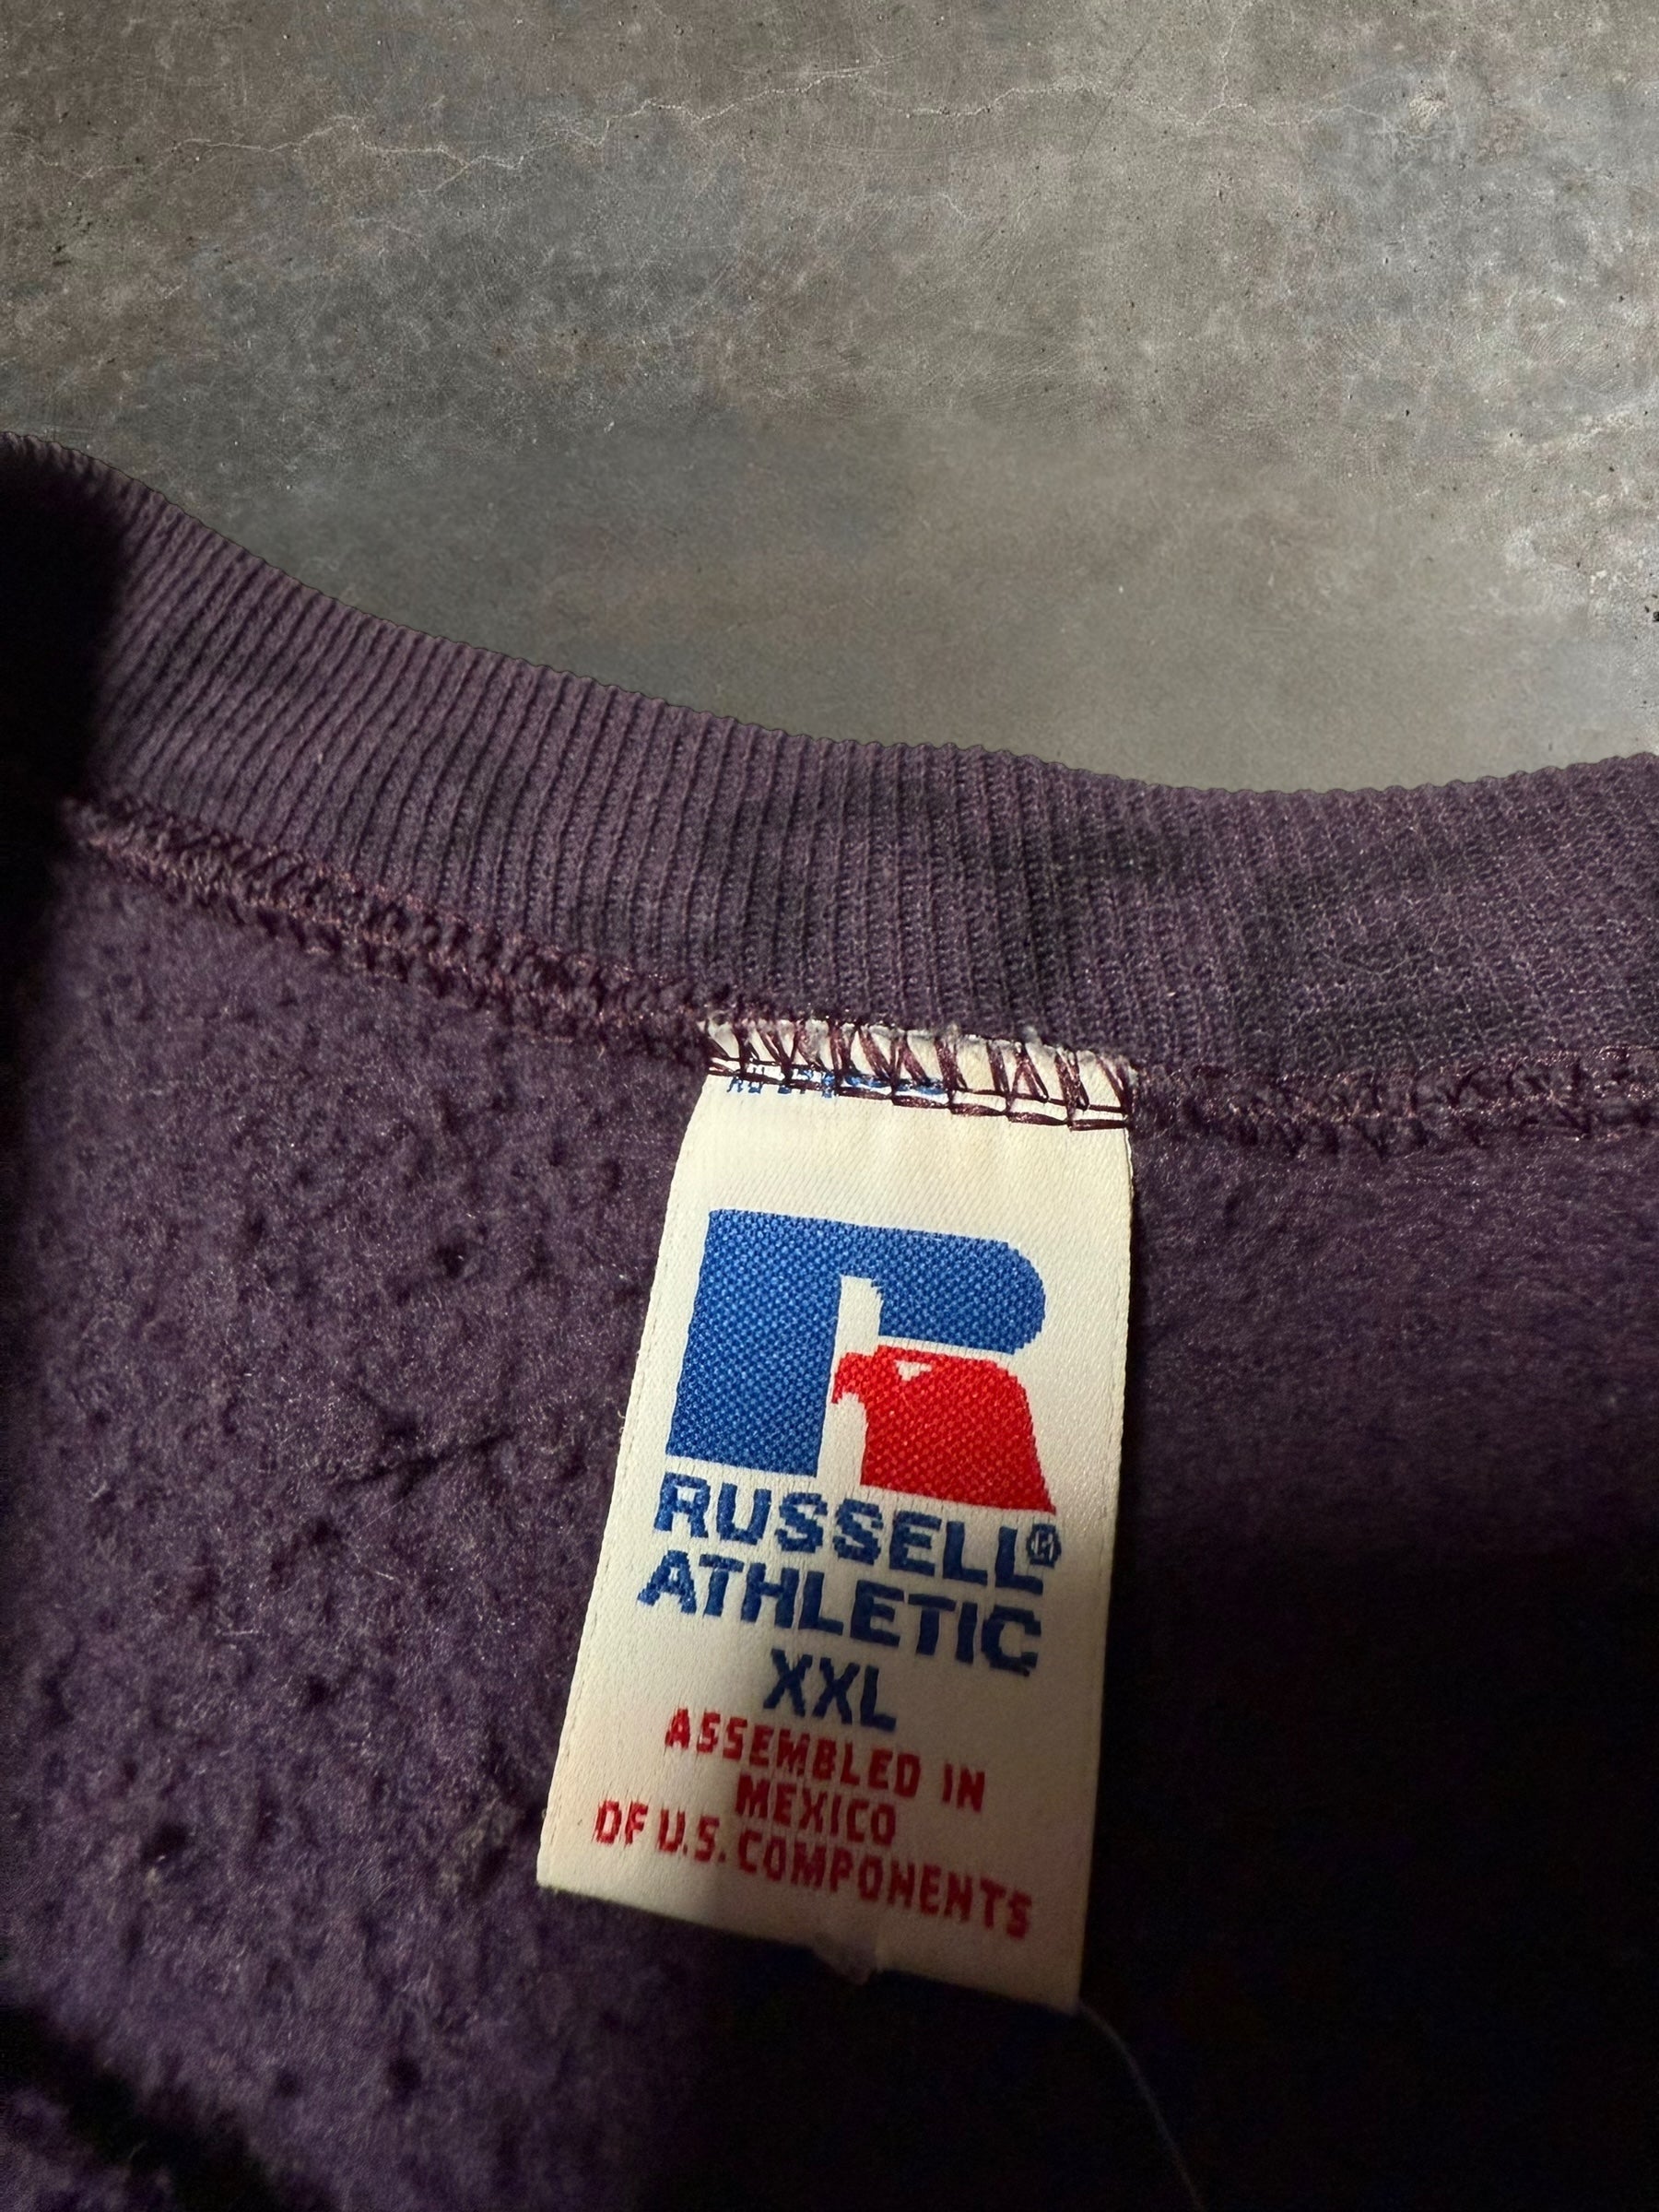 RUSSELL®
ATHLETIC
XXL
ASSEMBLED IN
MEXICO
OF U.S. COMPONENTS